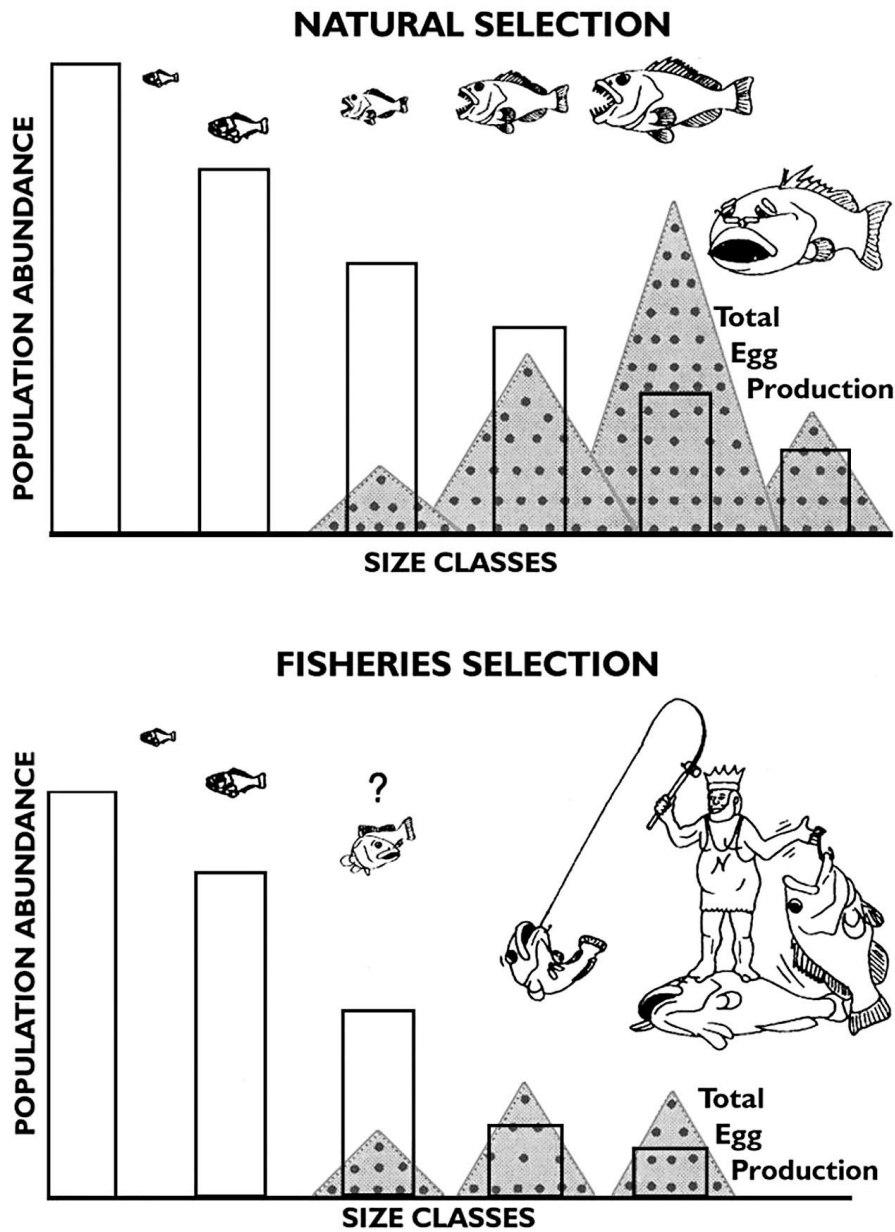 NATURAL SELECTION
POPULATION ABUNDANCE
Total
Egg
Production
SIZE CLASSES
FISHERIES SELECTION
POPULATION ABUNDANCE
?
N
Total
Egg
Production
SIZE CLASSES